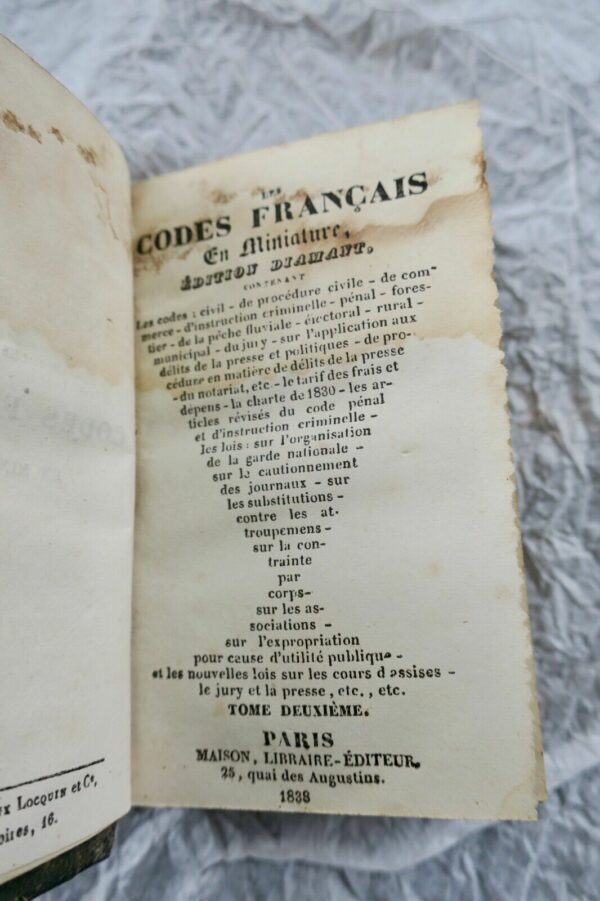 LES
CODES FRANÇAIS
En Miniature,
ÉDITION DIAMANT,
CONTENANT
Les codes : civil - de procédure civile - de com-
merce - d'instruction criminelle - pénal - fores-
tier - de la pêche fluviale - électoral - rural -
municipal - du jury - sur l'application aux
délits de la presse et politiques - de pro-
cédure en matière de délits de la presse
- du notariat, etc - le tarif des frais et
dépens - la charte de 1830 - les ar-
ticles révisés du code pénal
et d'instruction criminelle -
les lois : sur l'organisation
de la garde nationale -
sur le cautionnement
des journaux - sur
les substitutions -
contre les at-
troupemens -
sur la con-
trainte
par
corps-
sur les as-
sociations -
sur l'expropriation
pour cause d'utilité publique -
et les nouvelles lois sur les cours d assises -
le jury et la presse, etc., etc.
TOME DEUXIÈME.
PARIS
MAISON, LIBRAIRE-ÉDITEUR,
25, quai des Augustins.
1838
LOCQUIN et Ce,
16.